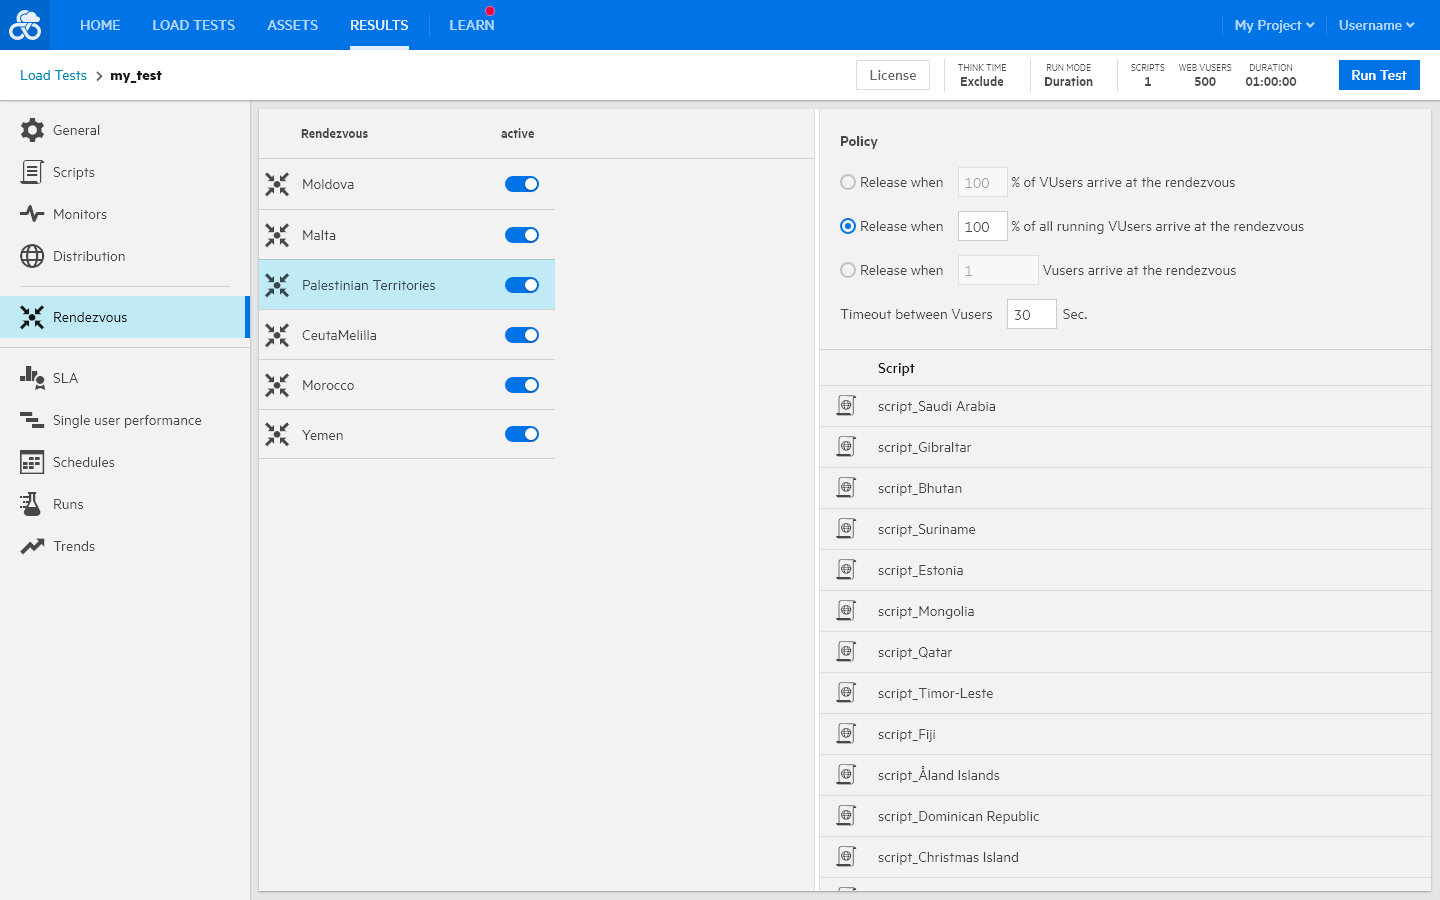 HOME LOAD TESTS ASSETS RESULTS LEARN My Project Username
Load Tests > my_test License THINK TIME Exclude RUN MODE Duration SCRIPTS 1 WEB VUSERS 500 DURATION 01:00:00 Run Test
General
Scripts
Monitors
Distribution
Rendezvous
SLA
Single user performance
Schedules
Runs
Trends
Rendezvous active
Moldova
Malta
Palestinian Territories
CeutaMelilla
Morocco
Yemen
Policy
Release when 100 % of VUsers arrive at the rendezvous
Release when 100 % of all running VUsers arrive at the rendezvous
Release when 1 Vusers arrive at the rendezvous
Timeout between Vusers 30 Sec.
Script
script_Saudi Arabia
script_Gibraltar
script_Bhutan
script_Suriname
script_Estonia
script_Mongolia
script_Qatar
script_Timor-Leste
script_Fiji
script_Åland Islands
script_Dominican Republic
script_Christmas Island